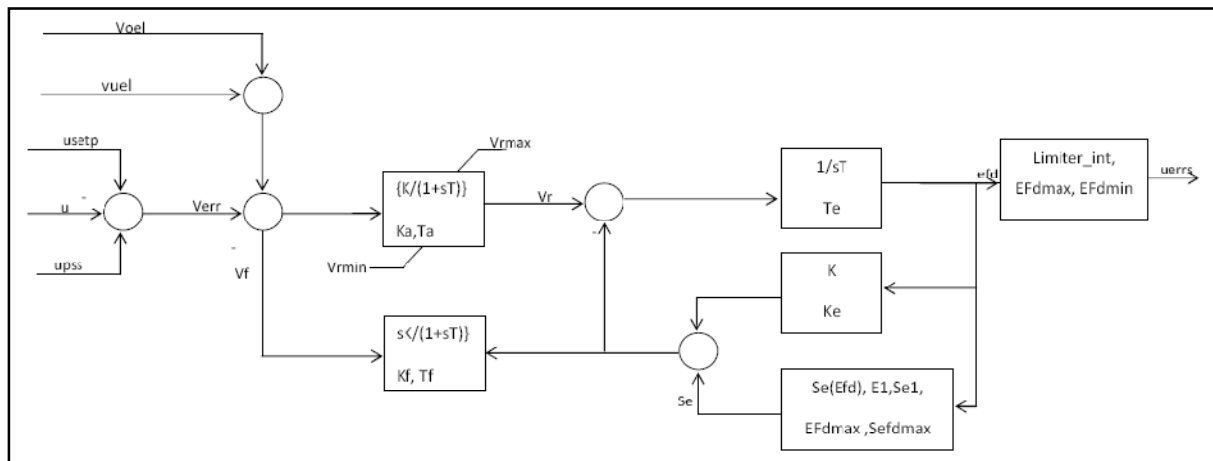 Voel
vuel
usetp
-
u
upss
Verr
-
Vf
Vrmax
{K/(1+sT)}
Ka,Ta
Vrmin
Vr
-
sK/(1+sT)}
Kf, Tf
1/sT
Te
efd
Limiter_int,
EFdmax, EFdmin
uerrs
K
Ke
Se
Se(Efd), E1,Se1,
EFdmax ,Sefdmax